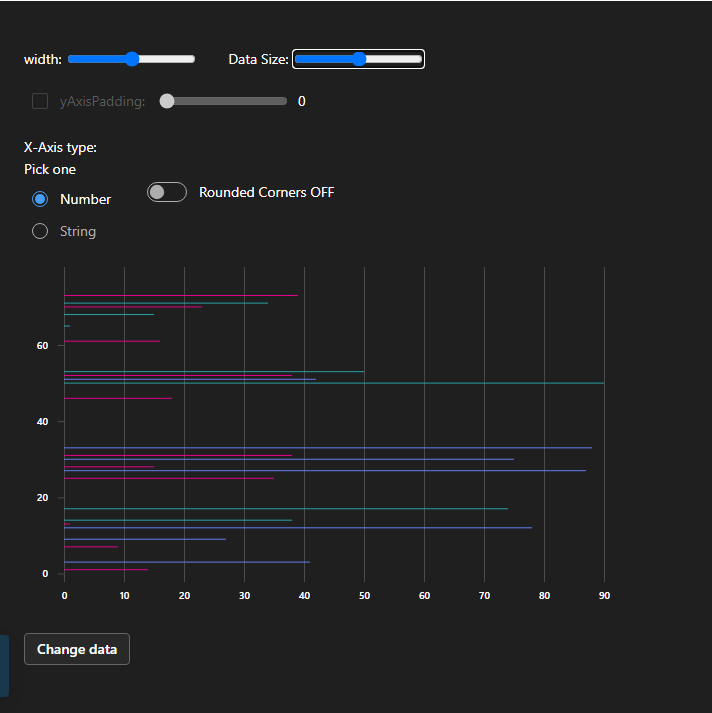 width: Data Size:
yAxisPadding: 0
X-Axis type:
Pick one
Number
Rounded Corners OFF
String
60
40
20
0
0 10 20 30 40 50 60 70 80 90
Change data